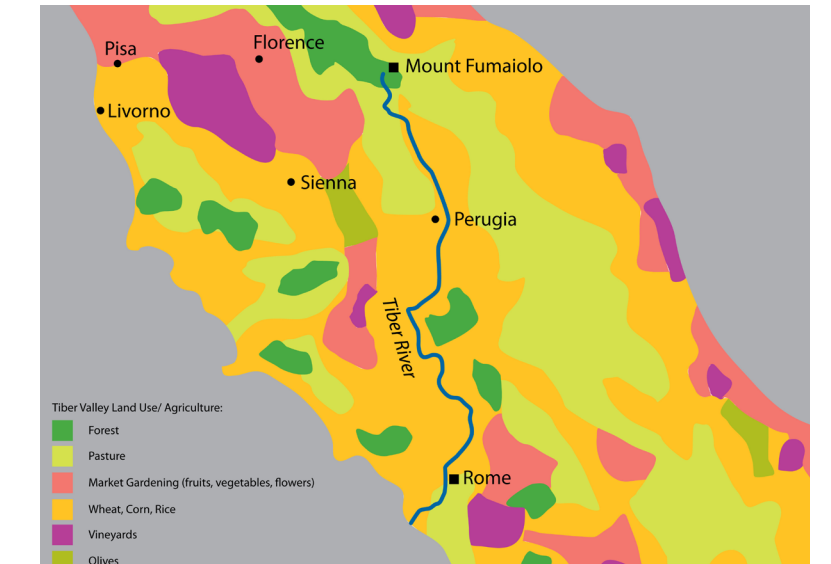 Pisa
Florence
Mount Fumaiolo
Livorno
Sienna
Perugia
Tiber River
Rome
Tiber Valley Land Use/ Agriculture:
Forest
Pasture
Market Gardening (fruits, vegetables, flowers)
Wheat, Corn, Rice
Vineyards
Olives